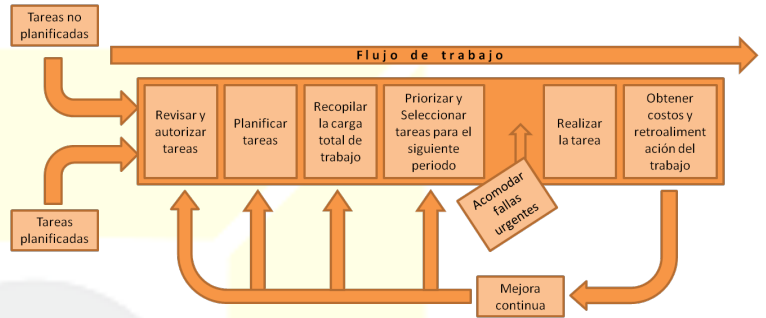 Tareas no
planificadas
Flujo de trabajo
Revisar y
autorizar
tareas
Planificar
tareas
Recopilar
la carga
total de
trabajo
Priorizar y
Seleccionar
tareas para el
siguiente
periodo
Acomodar
fallas
urgentes
Realizar
la tarea
Obtener
costos y
retroaliment
ación del
trabajo
Tareas
planificadas
Mejora
continua